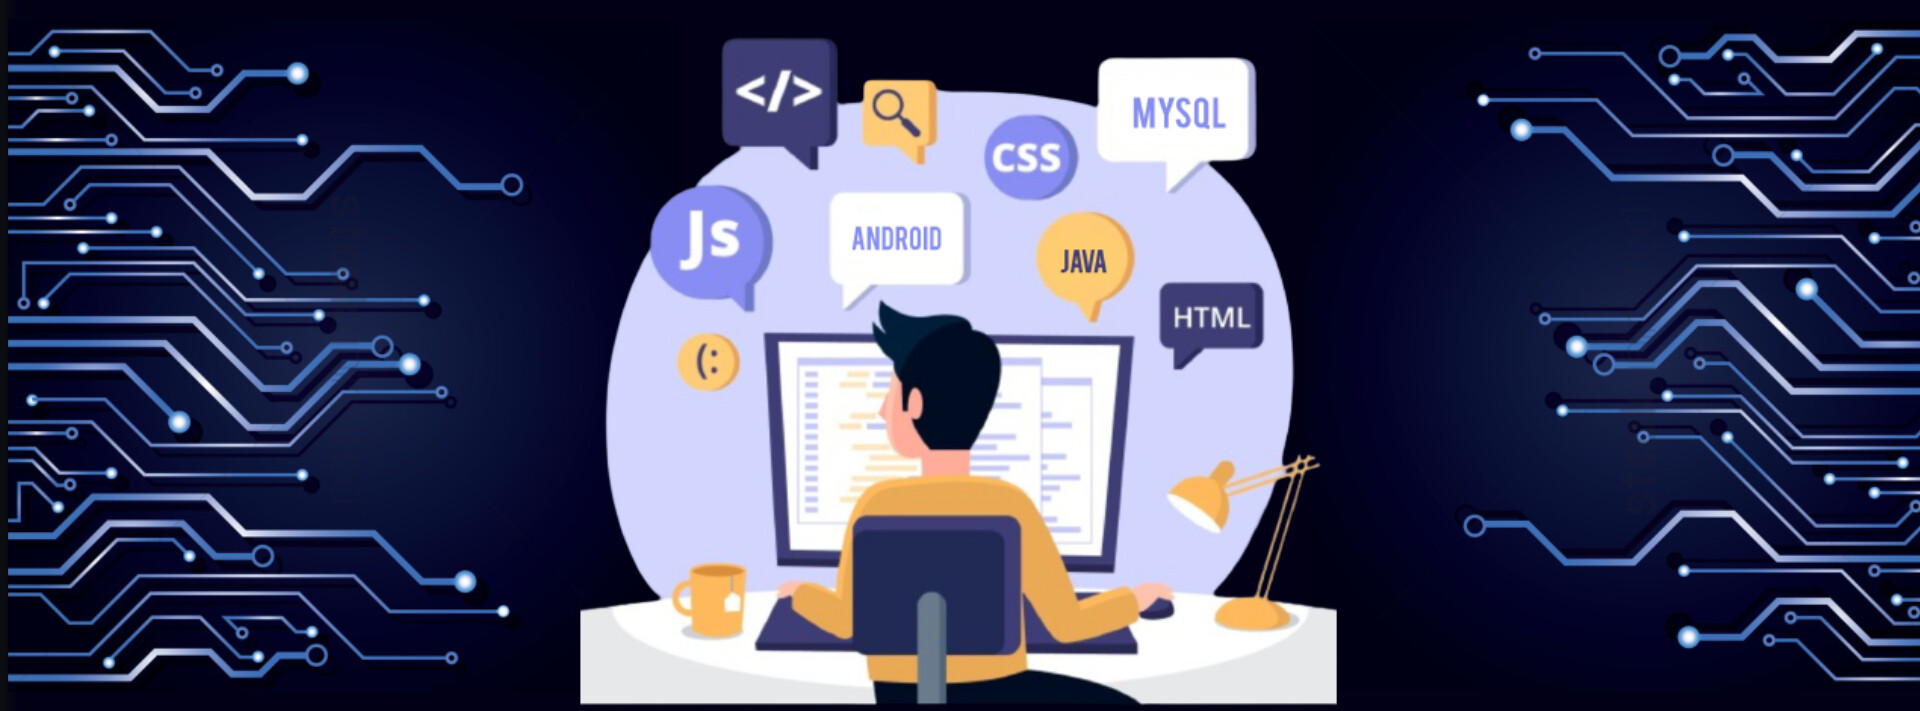 </>
MYSQL
CSS
Js
ANDROID
JAVA
HTML
(: